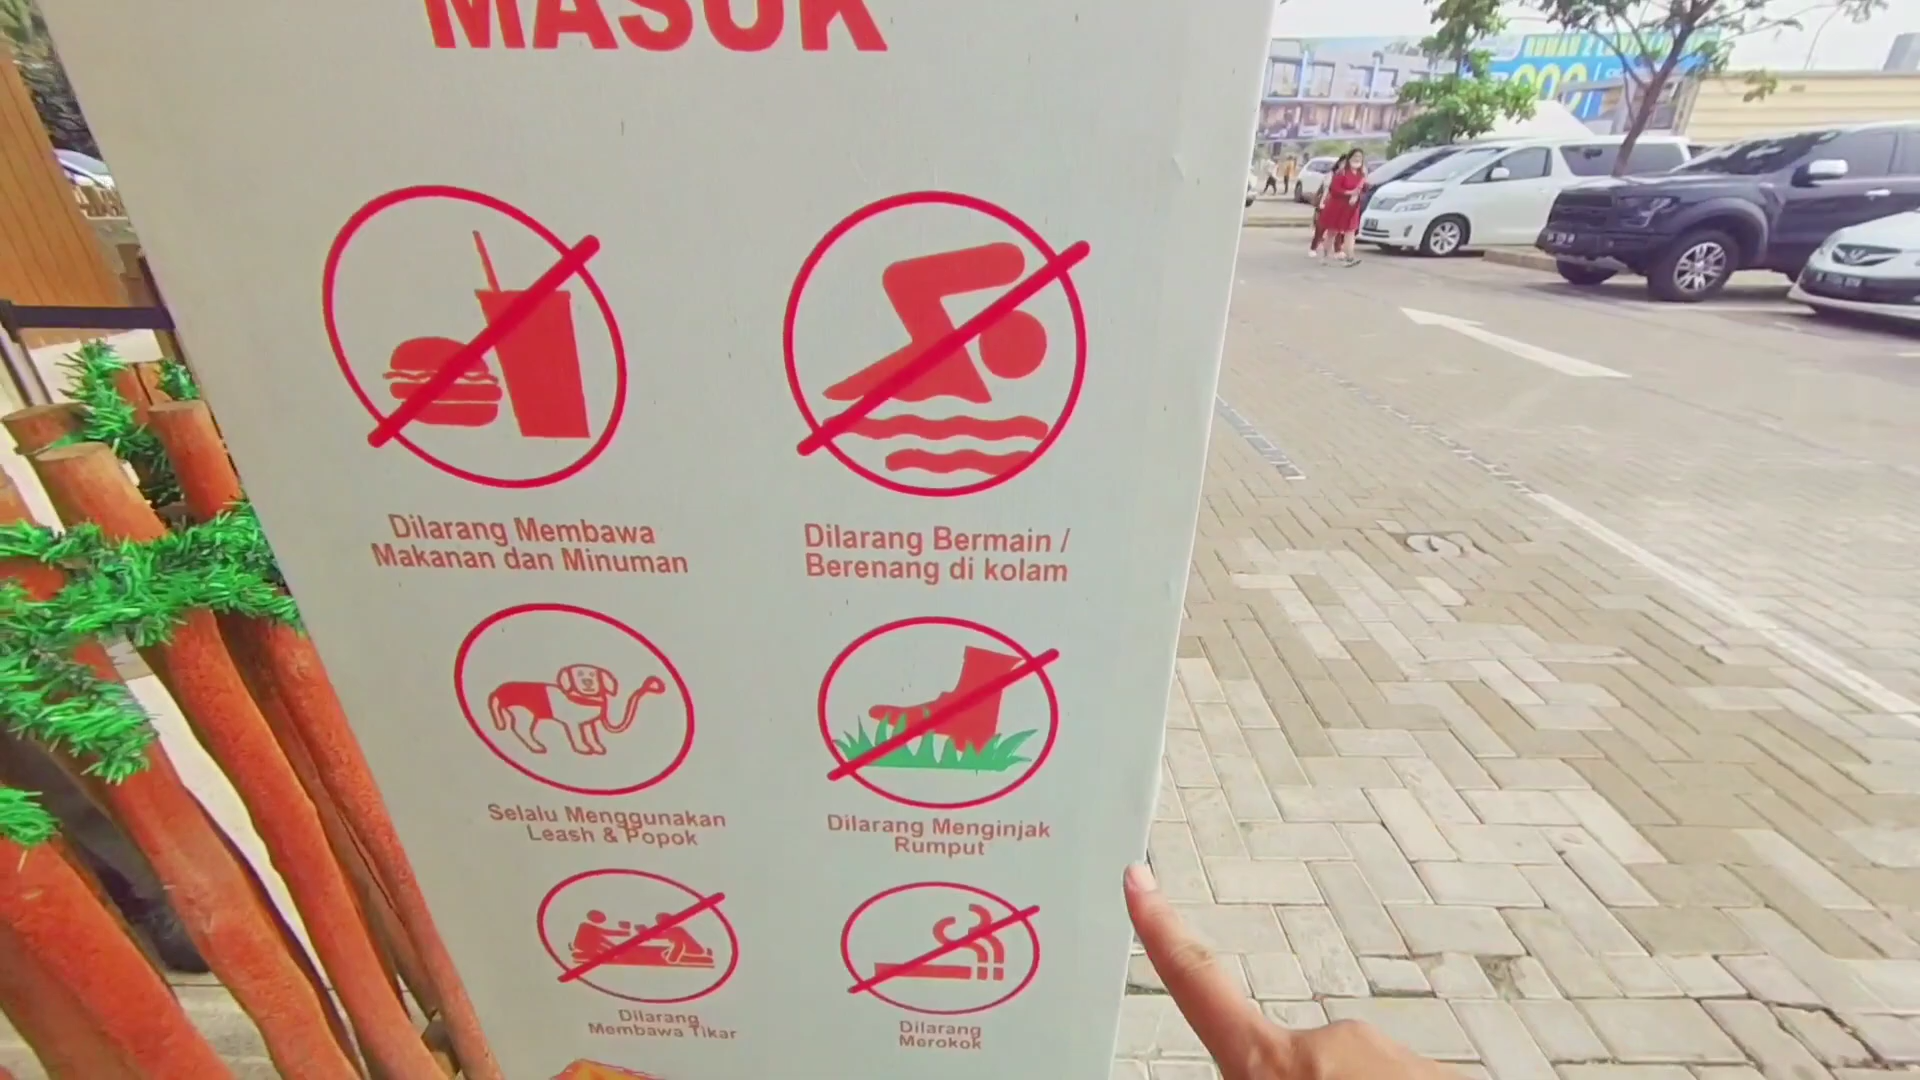 MASUK
Dilarang Membawa
Makanan dan Minuman
Dilarang Bermain /
Berenang di kolam
Selalu Menggunakan
Leash & Popok
Dilarang Menginjak
Rumput
Dilarang
Membawa Tikar
Dilarang
Merokok